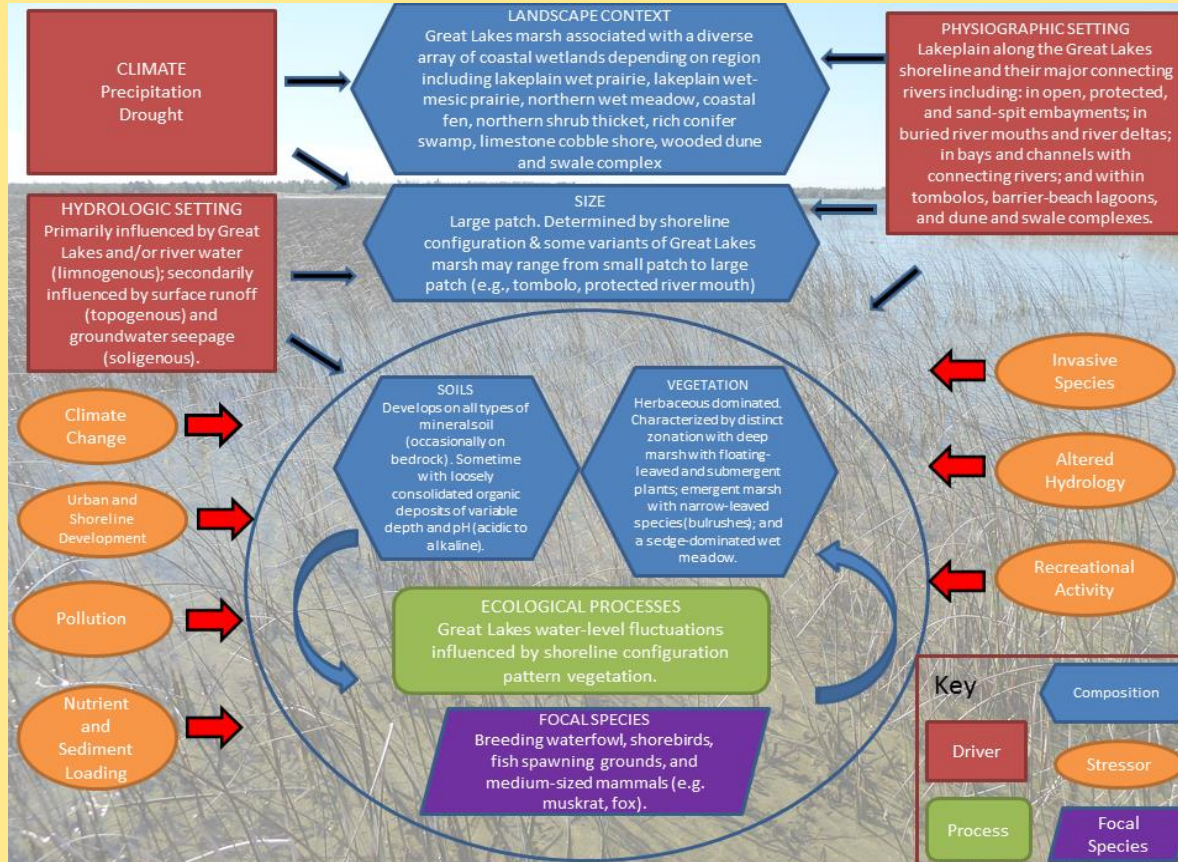 CLIMATE
Precipitation
Drought
LANDSCAPE CONTEXT
Great Lakes marsh associated with a diverse
array of coastal wetlands depending on region
including lakeplain wet prairie, lakeplain wet-
mesic prairie, northern wet meadow, coastal
fen, northern shrub thicket, rich conifer
swamp, limestone cobble shore, wooded dune
and swale complex
PHYSIOGRAPHIC SETTING
Lakeplain along the Great Lakes
shoreline and their major connecting
rivers including: in open, protected,
and sand-spit embayments; in
buried river mouths and river deltas;
in bays and channels with
connecting rivers; and within
tombolos, barrier-beach lagoons,
and dune and swale complexes.
HYDROLOGIC SETTING
Primarily influenced by Great
Lakes and/or river water
(limnogenous); secondarily
influenced by surface runoff
(topogenous) and
groundwater seepage
(soligenous).
SIZE
Large patch. Determined by shoreline
configuration & some variants of Great Lakes
marsh may range from small patch to large
patch (e.g., tombolo, protected river mouth)
Climate
Change
Urban and
Shoreline
Development
Pollution
Nutrient
and
Sediment
Loading
SOILS
Develops on all types of
mineral soil
(occasionally on
bedrock). Sometime
with loosely
consolidated organic
deposits of variable
depth and pH (acidic to
alkaline).
VEGETATION
Herbaceous dominated.
Characterized by distinct
zonation with deep
marsh with floating-
leaved and submergent
plants; emergent marsh
with narrow-leaved
species (bulrushes); and
a sedge-dominated wet
meadow.
ECOLOGICAL PROCESSES
Great Lakes water-level fluctuations
influenced by shoreline configuration
pattern vegetation.
FOCAL SPECIES
Breeding waterfowl, shorebirds,
fish spawning grounds, and
medium-sized mammals (e.g.
muskrat, fox).
Invasive
Species
Altered
Hydrology
Recreational
Activity
Key
Composition
Driver
Stressor
Process
Focal
Species